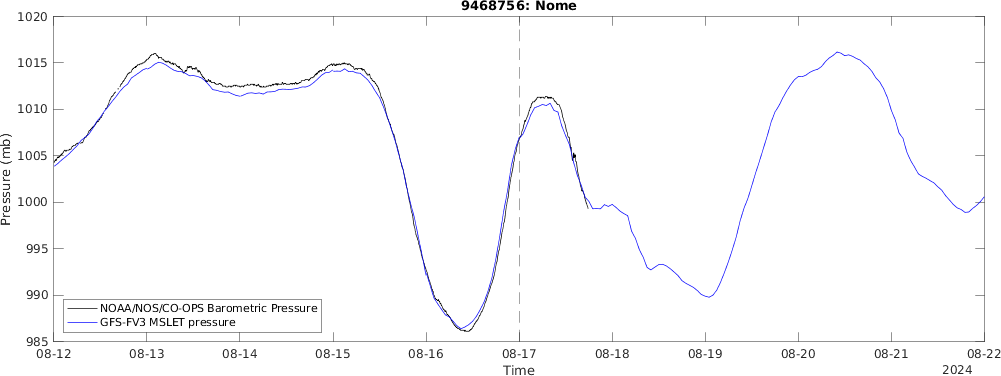 9468756: Nome
1020
1015
1010
1005
1000
995
990
985
Pressure (mb)
NOAA/NOS/CO-OPS Barometric Pressure
GFS-FV3 MSLET pressure
08-12 08-13 08-14 08-15 08-16 08-17 08-18 08-19 08-20 08-21 08-22
Time
2024